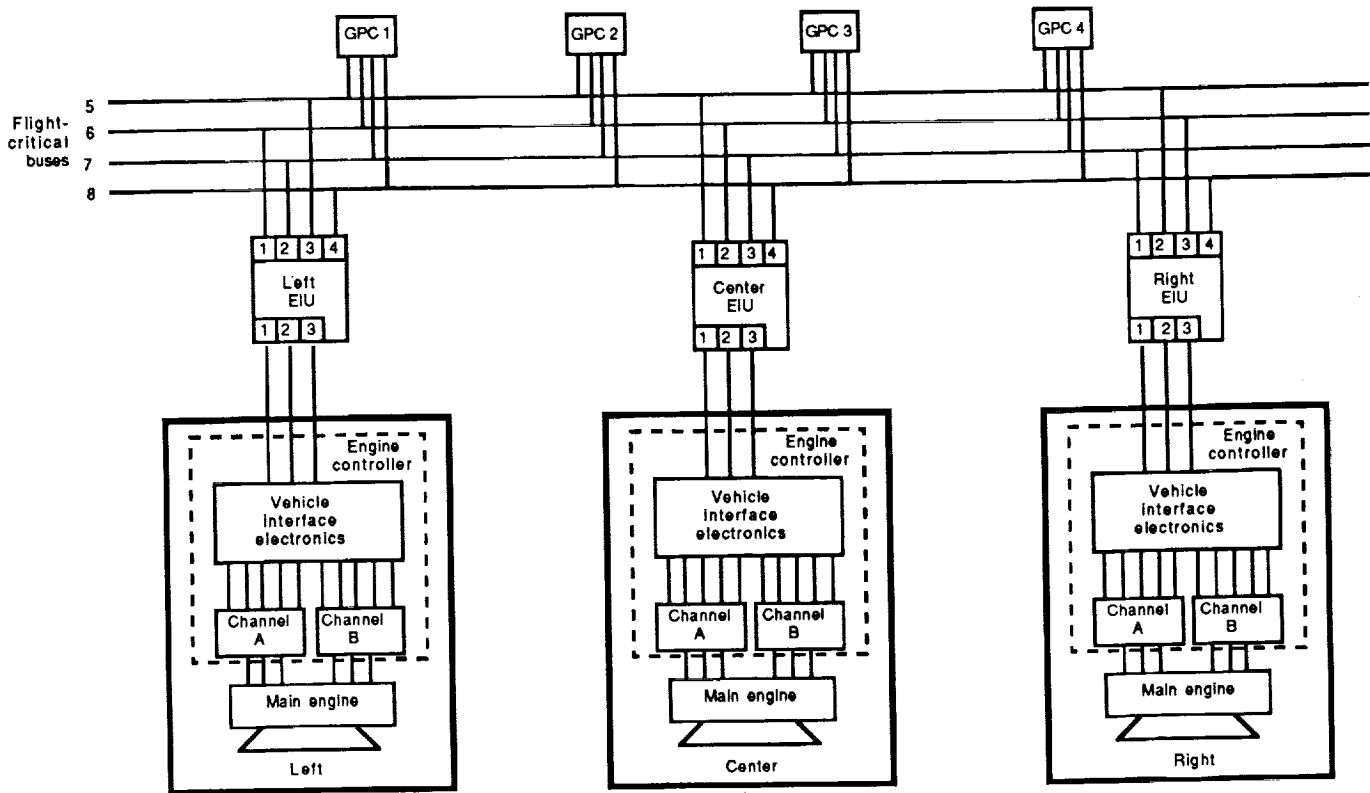 GPC 1
GPC 2
GPC 3
GPC 4
Flight-
critical
buses
5
6
7
8
1 2 3 4
Left
EIU
1 2 3
1 2 3 4
Center
EIU
1 2 3
1 2 3 4
Right
EIU
1 2 3
Engine
controller
Vehicle
interface
electronics
Channel
A
Channel
B
Main engine
Left
Engine
controller
Vehicle
interface
electronics
Channel
A
Channel
B
Main engine
Center
Engine
controller
Vehicle
interface
electronics
Channel
A
Channel
B
Main engine
Right